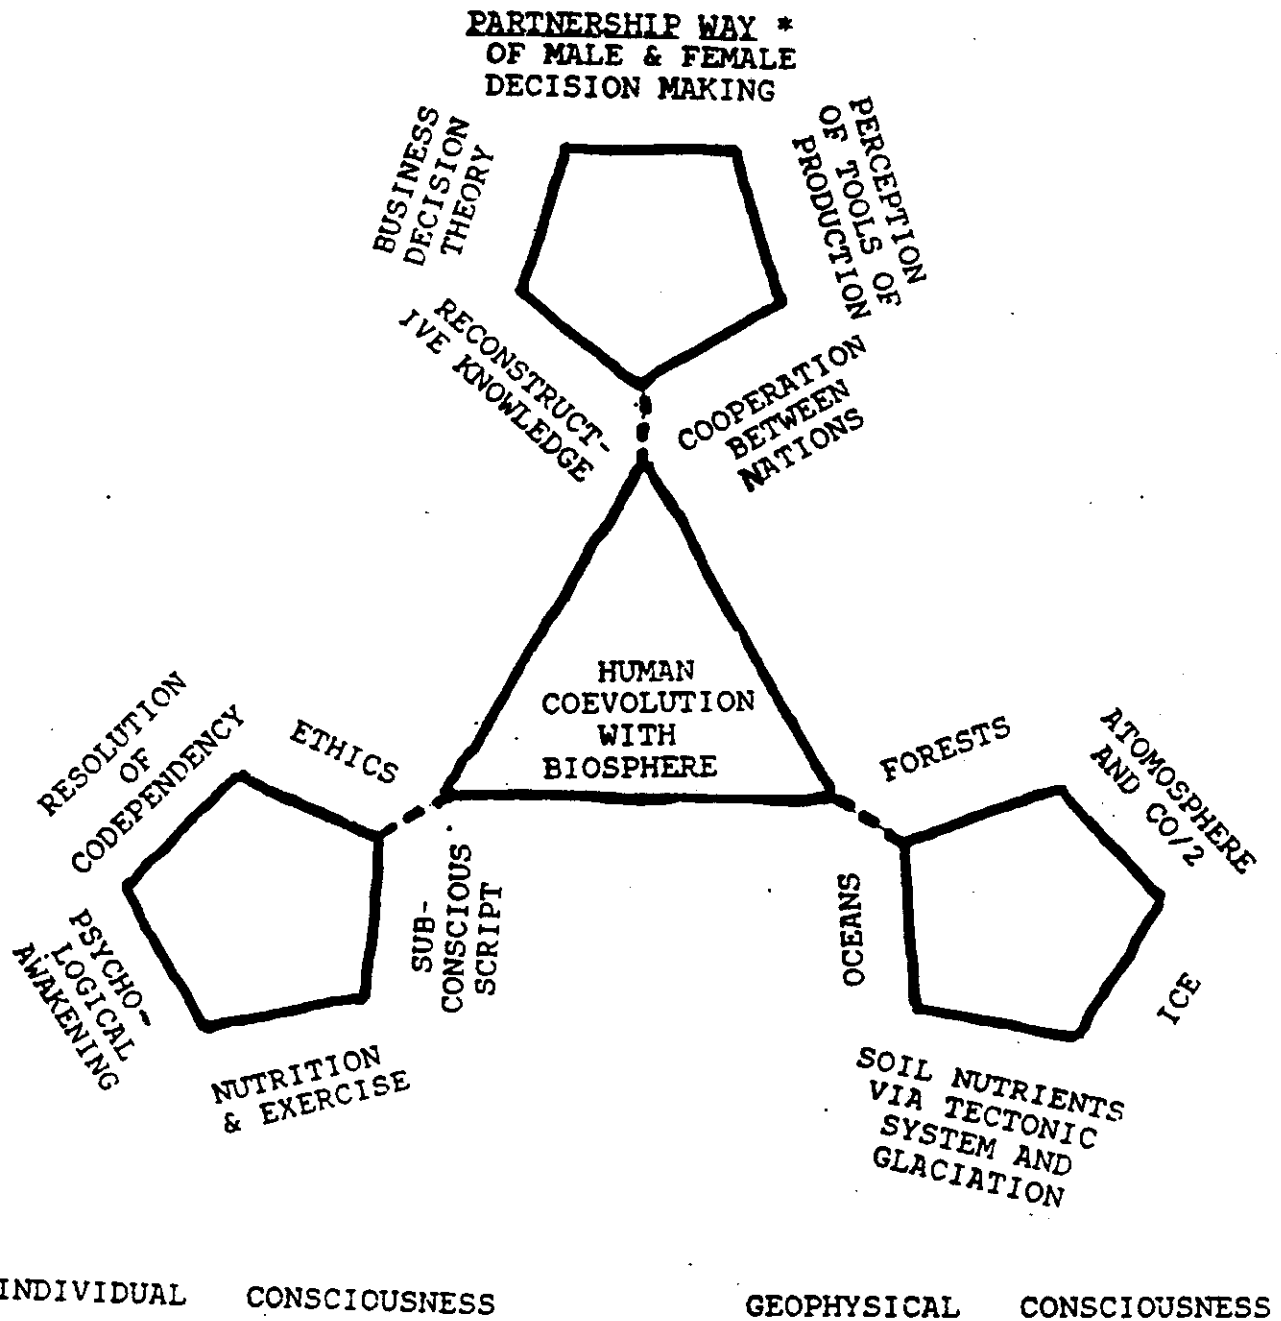 PARTNERSHIP WAY *
OF MALE & FEMALE
DECISION MAKING
BUSINESS
DECISION
THEORY
PERCEPTION
OF TOOLS OF
PRODUCTION
RECONSTRUCT-
IVE KNOWLEDGE
COOPERATION
BETWEEN
NATIONS
HUMAN
COEVOLUTION
WITH
BIOSPHERE
RESOLUTION
OF
CODEPENDENCY
ETHICS
SUB-
CONSCIOUS
SCRIPT
PSYCHO-
LOGICAL
AWAKENING
NUTRITION
& EXERCISE
FORESTS
ATOMOSPHERE
AND CO/2
OCEANS
ICE
SOIL NUTRIENTS
VIA TECTONIC
SYSTEM AND
GLACIATION
INDIVIDUAL CONSCIOUSNESS
GEOPHYSICAL CONSCIOUSNESS